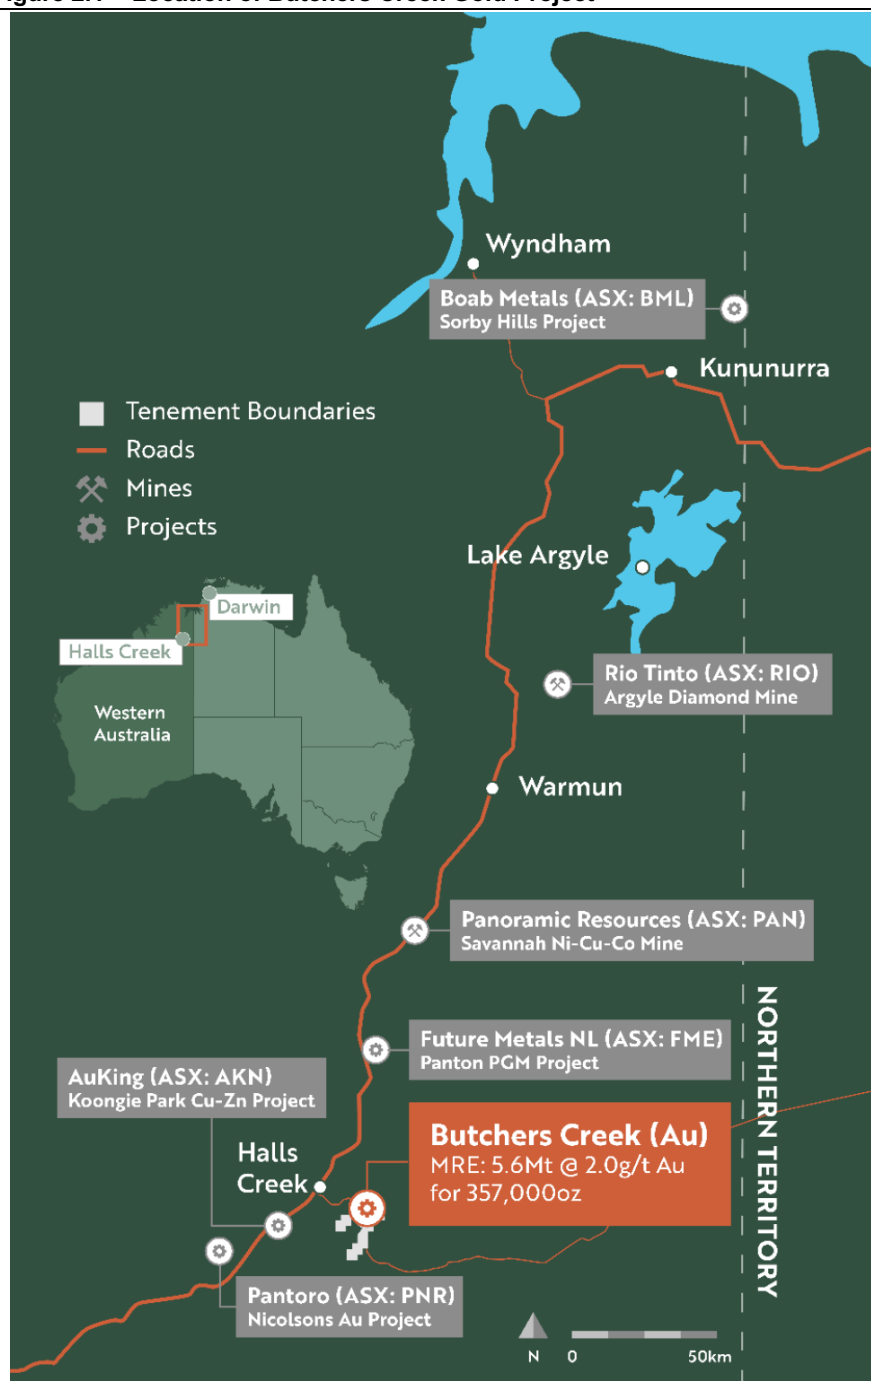 Wyndham
Boab Metals (ASX: BML)
Sorby Hills Project
Kununurra
Tenement Boundaries
Roads
Mines
Projects
Lake Argyle
Darwin
Halls Creek
Western
Australia
Rio Tinto (ASX: RIO)
Argyle Diamond Mine
Warmun
Panoramic Resources (ASX: PAN)
Savannah Ni-Cu-Co Mine
NORTHERN TERRITORY
Future Metals NL (ASX: FME)
Panton PGM Project
AuKing (ASX: AKN)
Koongie Park Cu-Zn Project
Butchers Creek (Au)
MRE: 5.6Mt @ 2.0g/t Au
for 357,000oz
Halls
Creek
Pantoro (ASX: PNR)
Nicolsons Au Project
N
0
50km